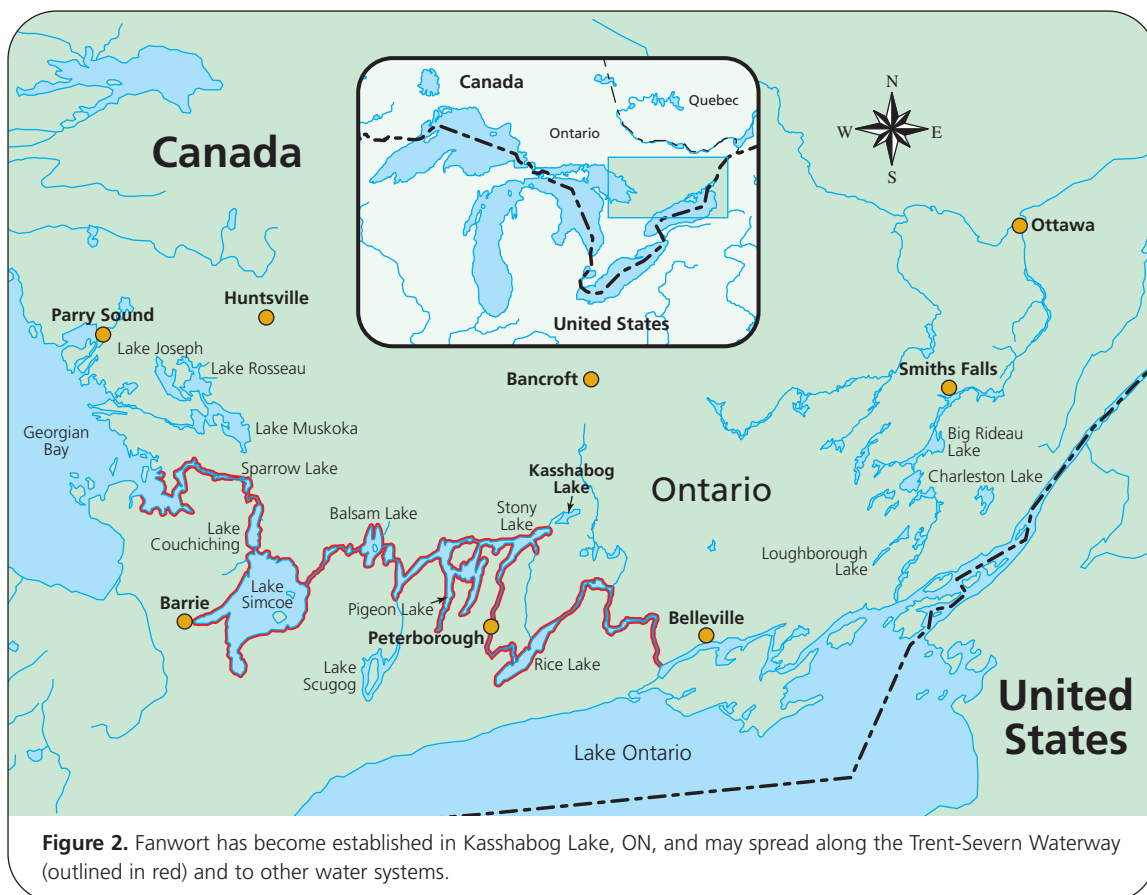 Canada
Quebec
Ontario
United States
Canada
N
W E
S
Ottawa
Huntsville
Parry Sound
Lake Joseph
Lake Rosseau
Bancroft
Smiths Falls
Georgian
Bay
Lake Muskoka
Big Rideau
Lake
Sparrow Lake
Kasshabog
Lake
Ontario
Charleston Lake
Balsam Lake
Stony
Lake
Lake
Couchiching
Loughborough
Lake
Lake
Simcoe
Barrie
Pigeon Lake
Peterborough
Belleville
Lake
Scugog
Rice Lake
United
States
Lake Ontario
Figure 2. Fanwort has become established in Kasshabog Lake, ON, and may spread along the Trent-Severn Waterway
(outlined in red) and to other water systems.